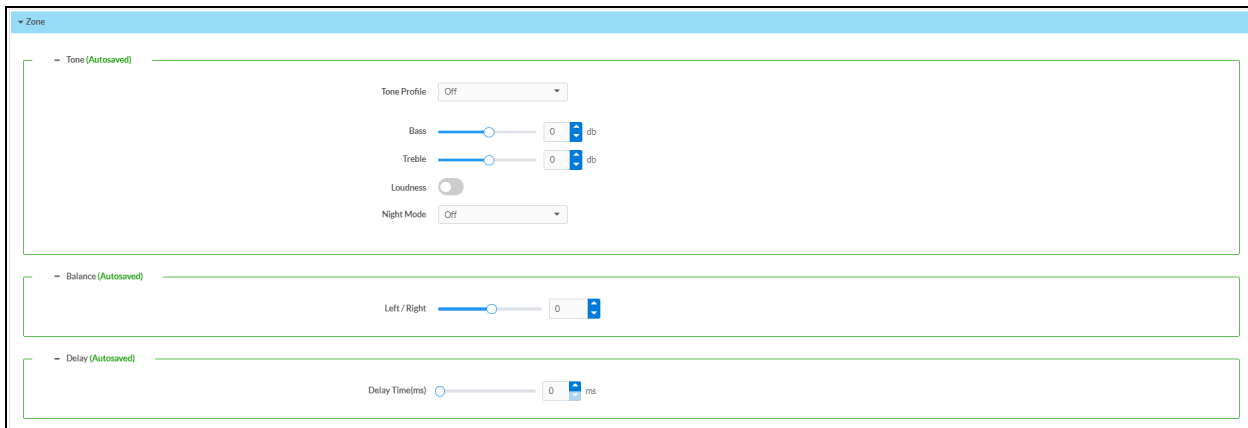 Zone
Tone (Autosaved)
Tone Profile Off
Bass 0 db
Treble 0 db
Loudness
Night Mode Off
Balance (Autosaved)
Left / Right 0
Delay (Autosaved)
Delay Time(ms) 0 ms